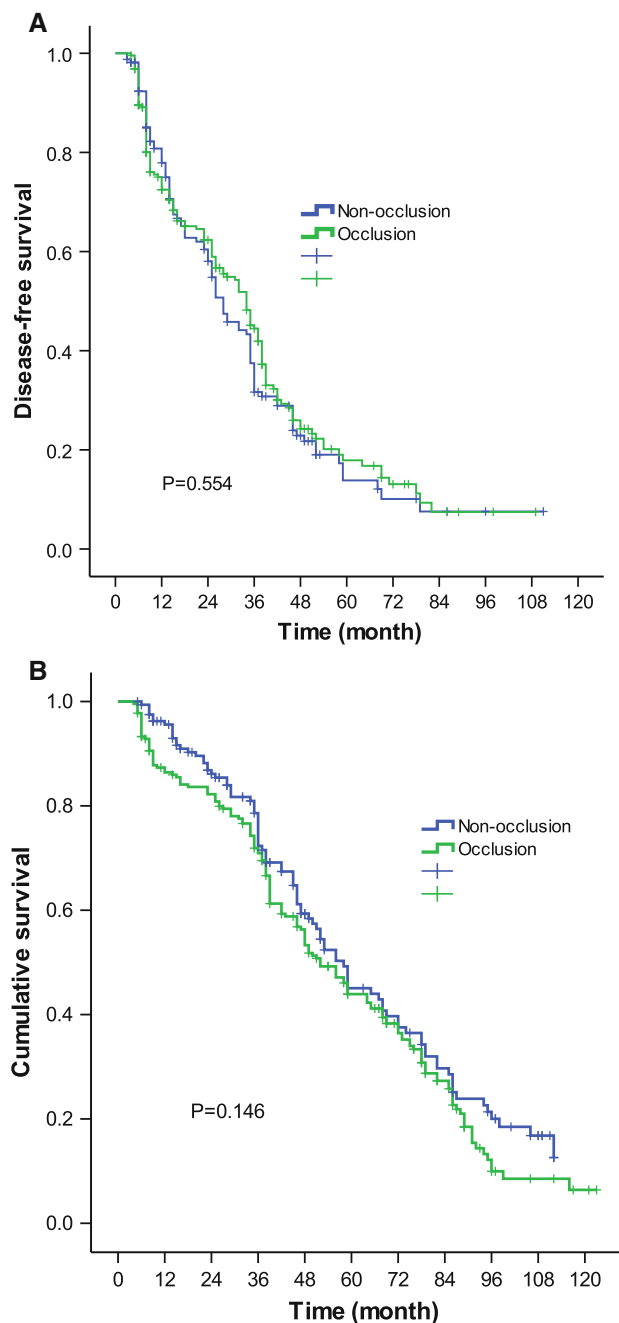 A
1.0
0.8
0.6
0.4
0.2
0.0
Disease-free survival
Non-occlusion
Occlusion
P=0.554
0 12 24 36 48 60 72 84 96 108 120
Time (month)
B
1.0
0.8
0.6
0.4
0.2
0.0
Cumulative survival
Non-occlusion
Occlusion
P=0.146
0 12 24 36 48 60 72 84 96 108 120
Time (month)